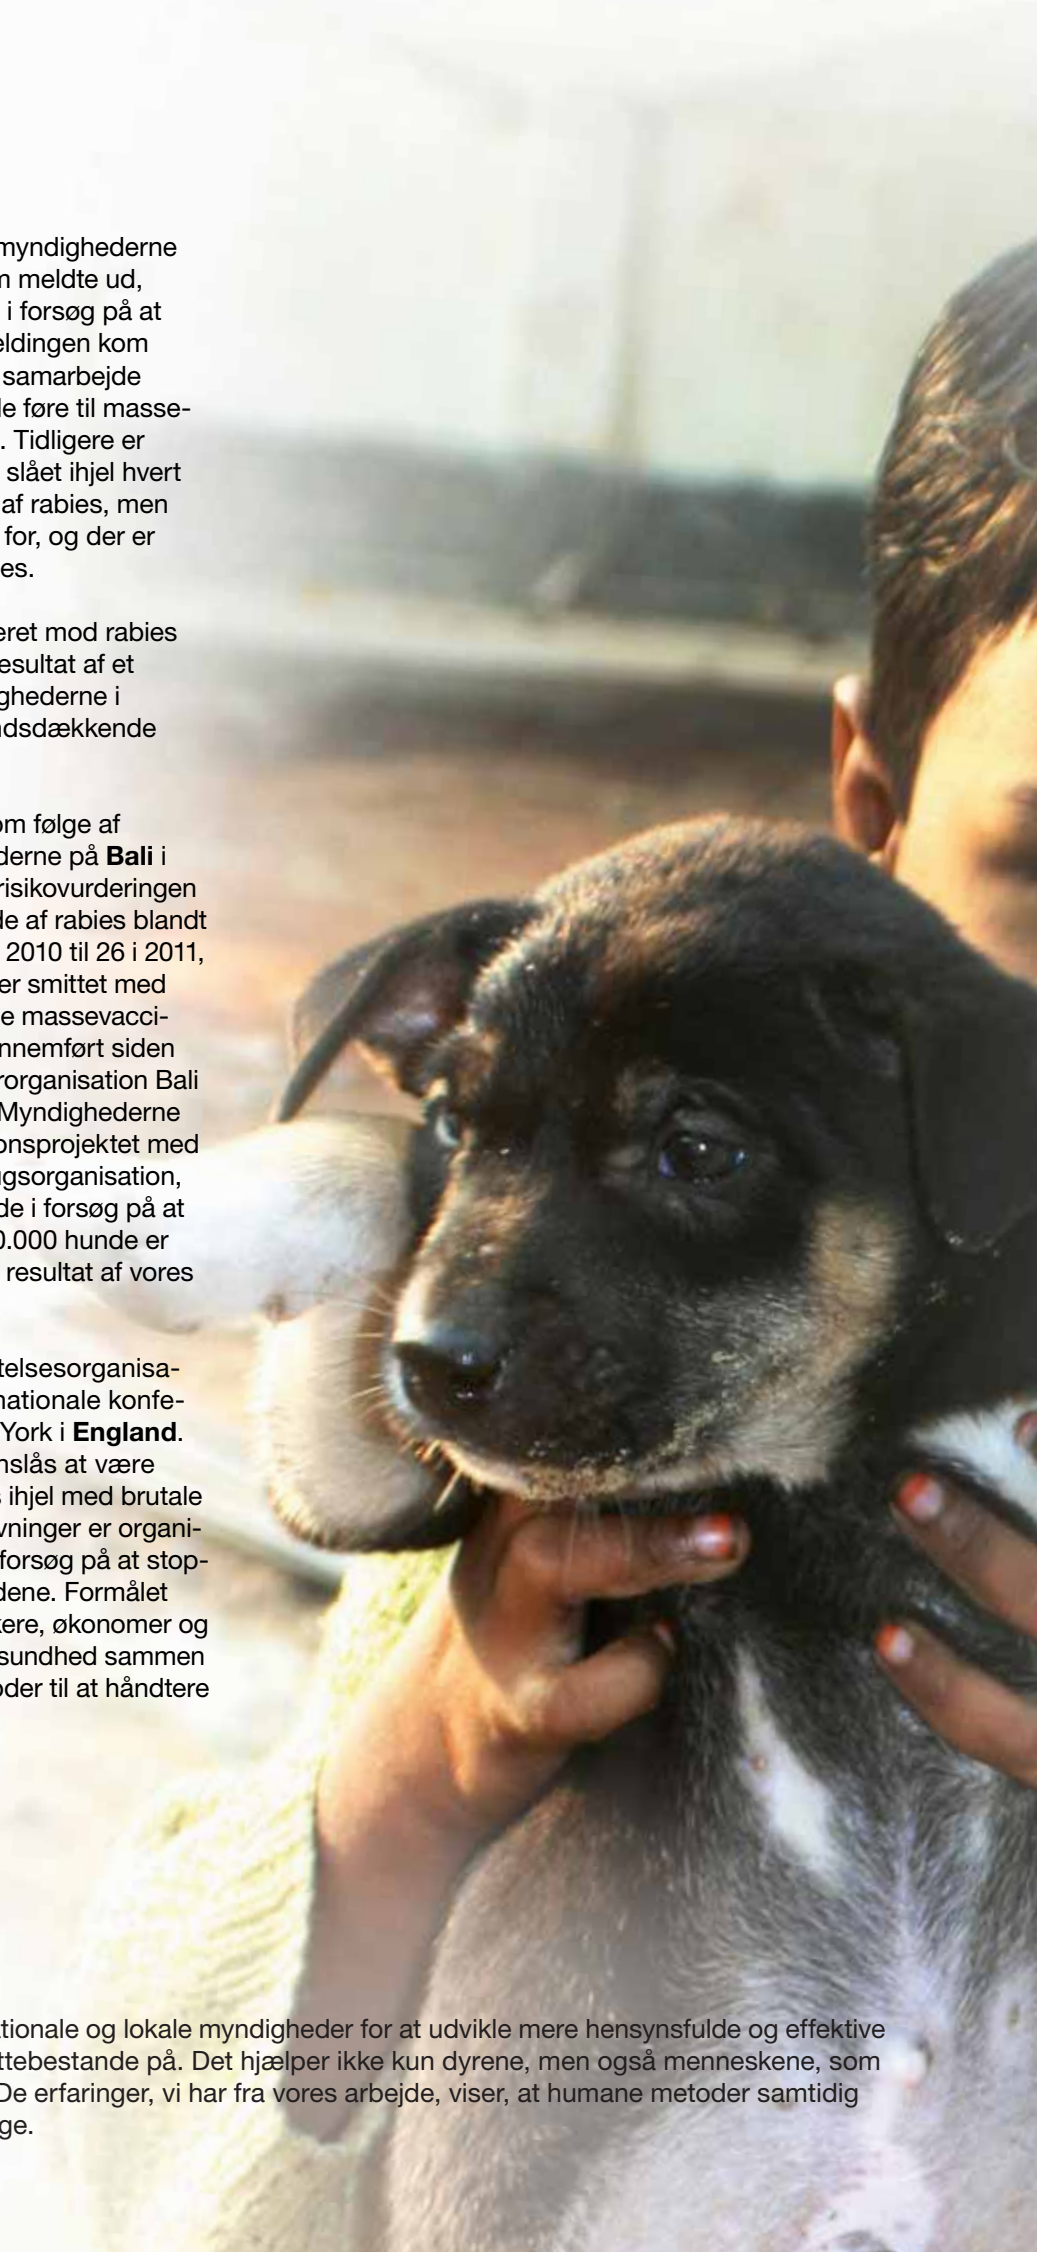 myndighederne
meldte ud,
i forsøg på at
eldingen kom
samarbejde
føre til masse-
. Tidligere er
slået ihjel hvert
af rabies, men
for, og der er
es.
eret mod rabies
esultat af et
ghederne i
ndsdækkende
om følge af
derne på Bali i
risikovurderingen
de af rabies blandt
2010 til 26 i 2011,
er smittet med
e massevacci-
nnemført siden
rorganisation Bali
Myndighederne
onsprojektet med
gsorganisation,
de i forsøg på at
0.000 hunde er
resultat af vores
telsesorganisa-
nationale konfe-
York i England.
nslås at være
ihjel med brutale
vninger er organi-
forsøg på at stop-
dene. Formålet
kere, økonomer og
sundhed sammen
oder til at håndtere
tionale og lokale myndigheder for at udvikle mere hensynsfulde og effektive
ttebestande på. Det hjælper ikke kun dyrene, men også menneskene, som
De erfaringer, vi har fra vores arbejde, viser, at humane metoder samtidig
ge.